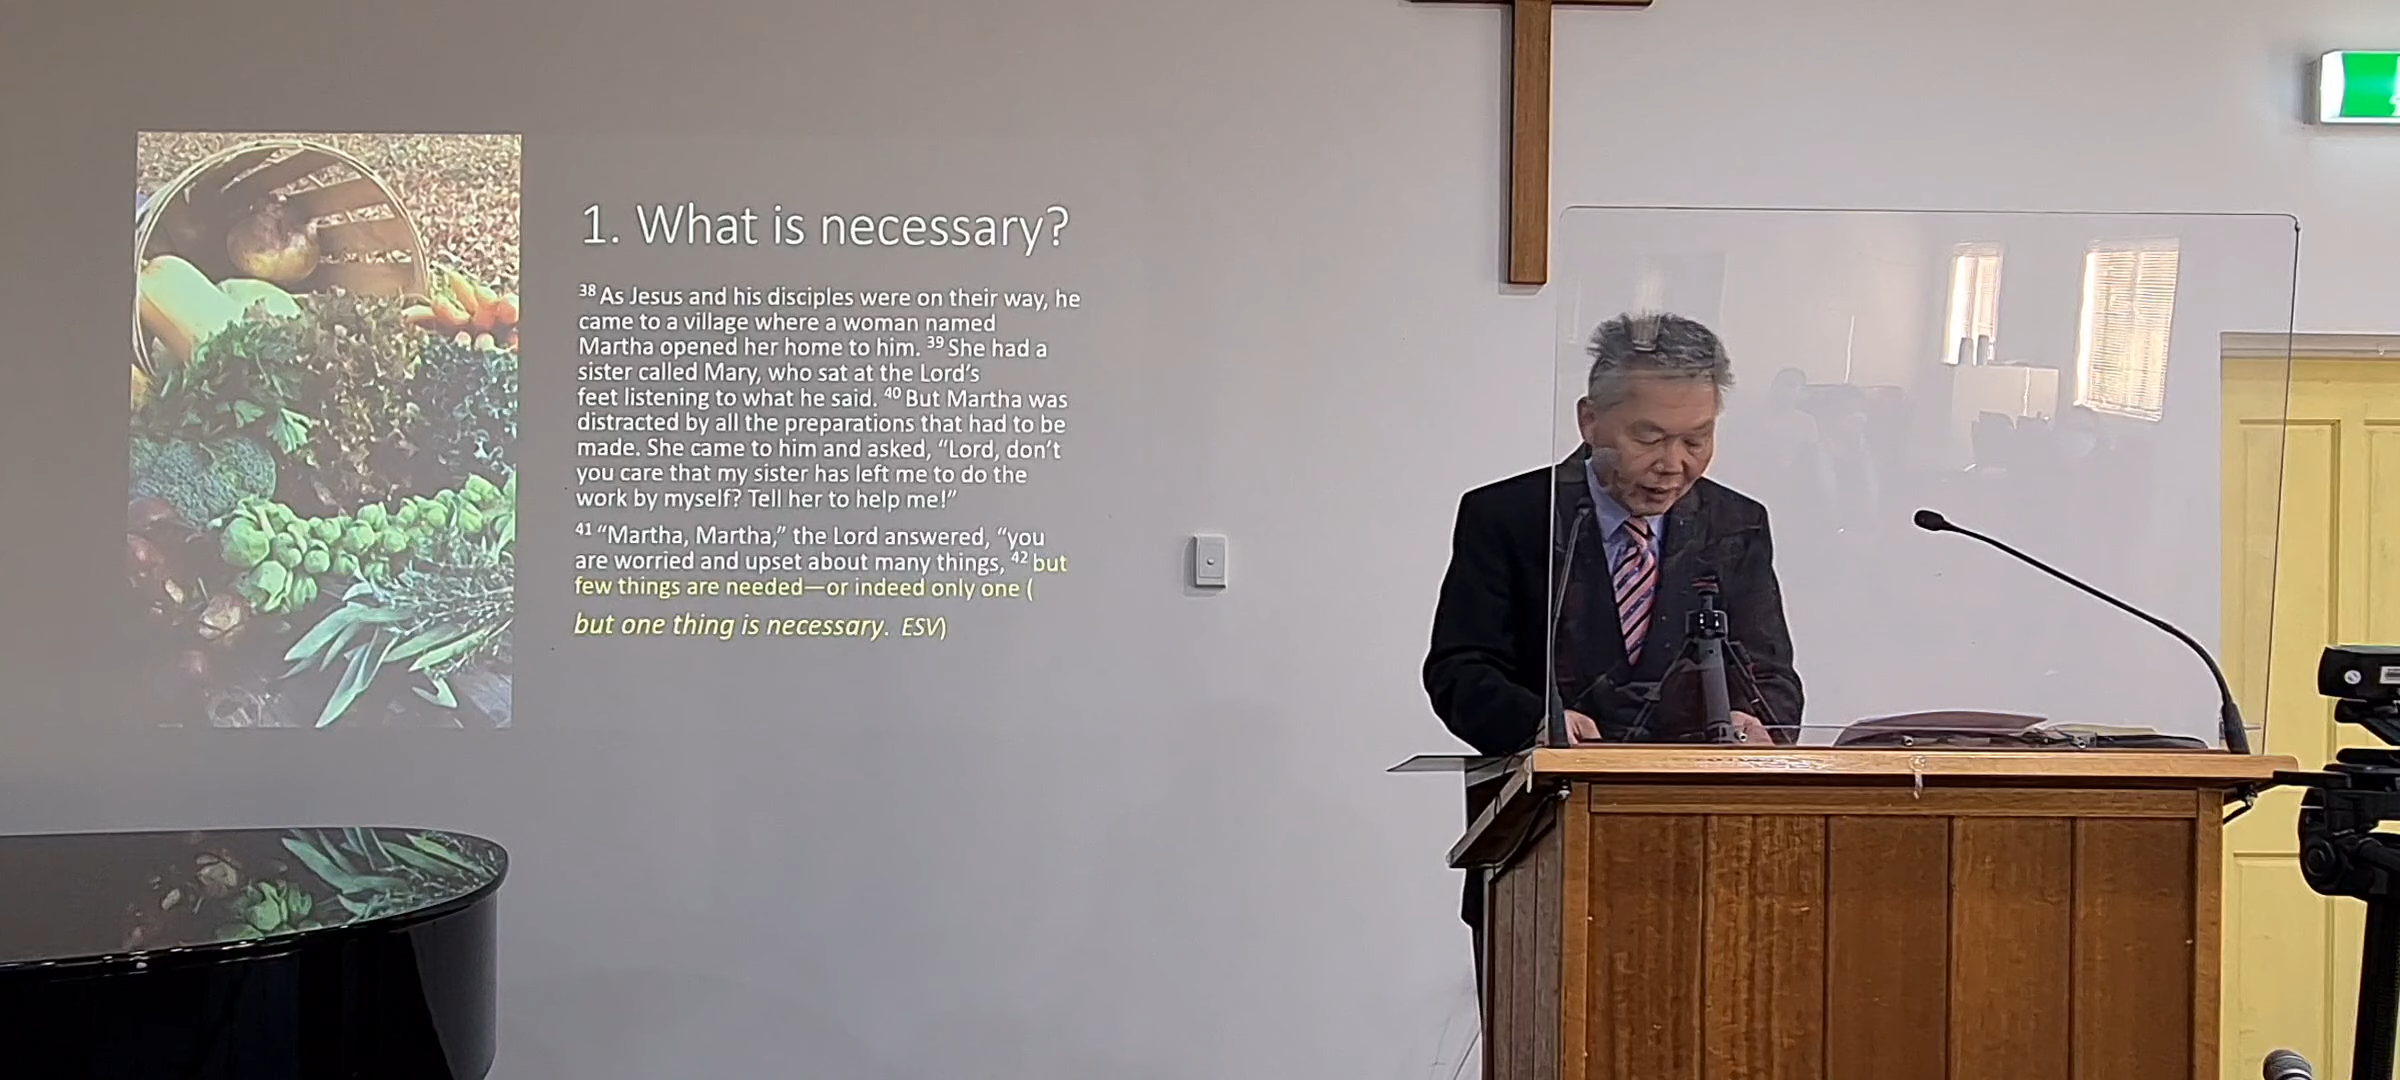 1. What is necessary?
³⁸ As Jesus and his disciples were on their way, he
came to a village where a woman named
Martha opened her home to him. ³⁹ She had a
sister called Mary, who sat at the Lord’s
feet listening to what he said. ⁴⁰ But Martha was
distracted by all the preparations that had to be
made. She came to him and asked, “Lord, don’t
you care that my sister has left me to do the
work by myself? Tell her to help me!”
⁴¹ “Martha, Martha,” the Lord answered, “you
are worried and upset about many things, ⁴² but
few things are needed—or indeed only one (
but one thing is necessary. ESV)